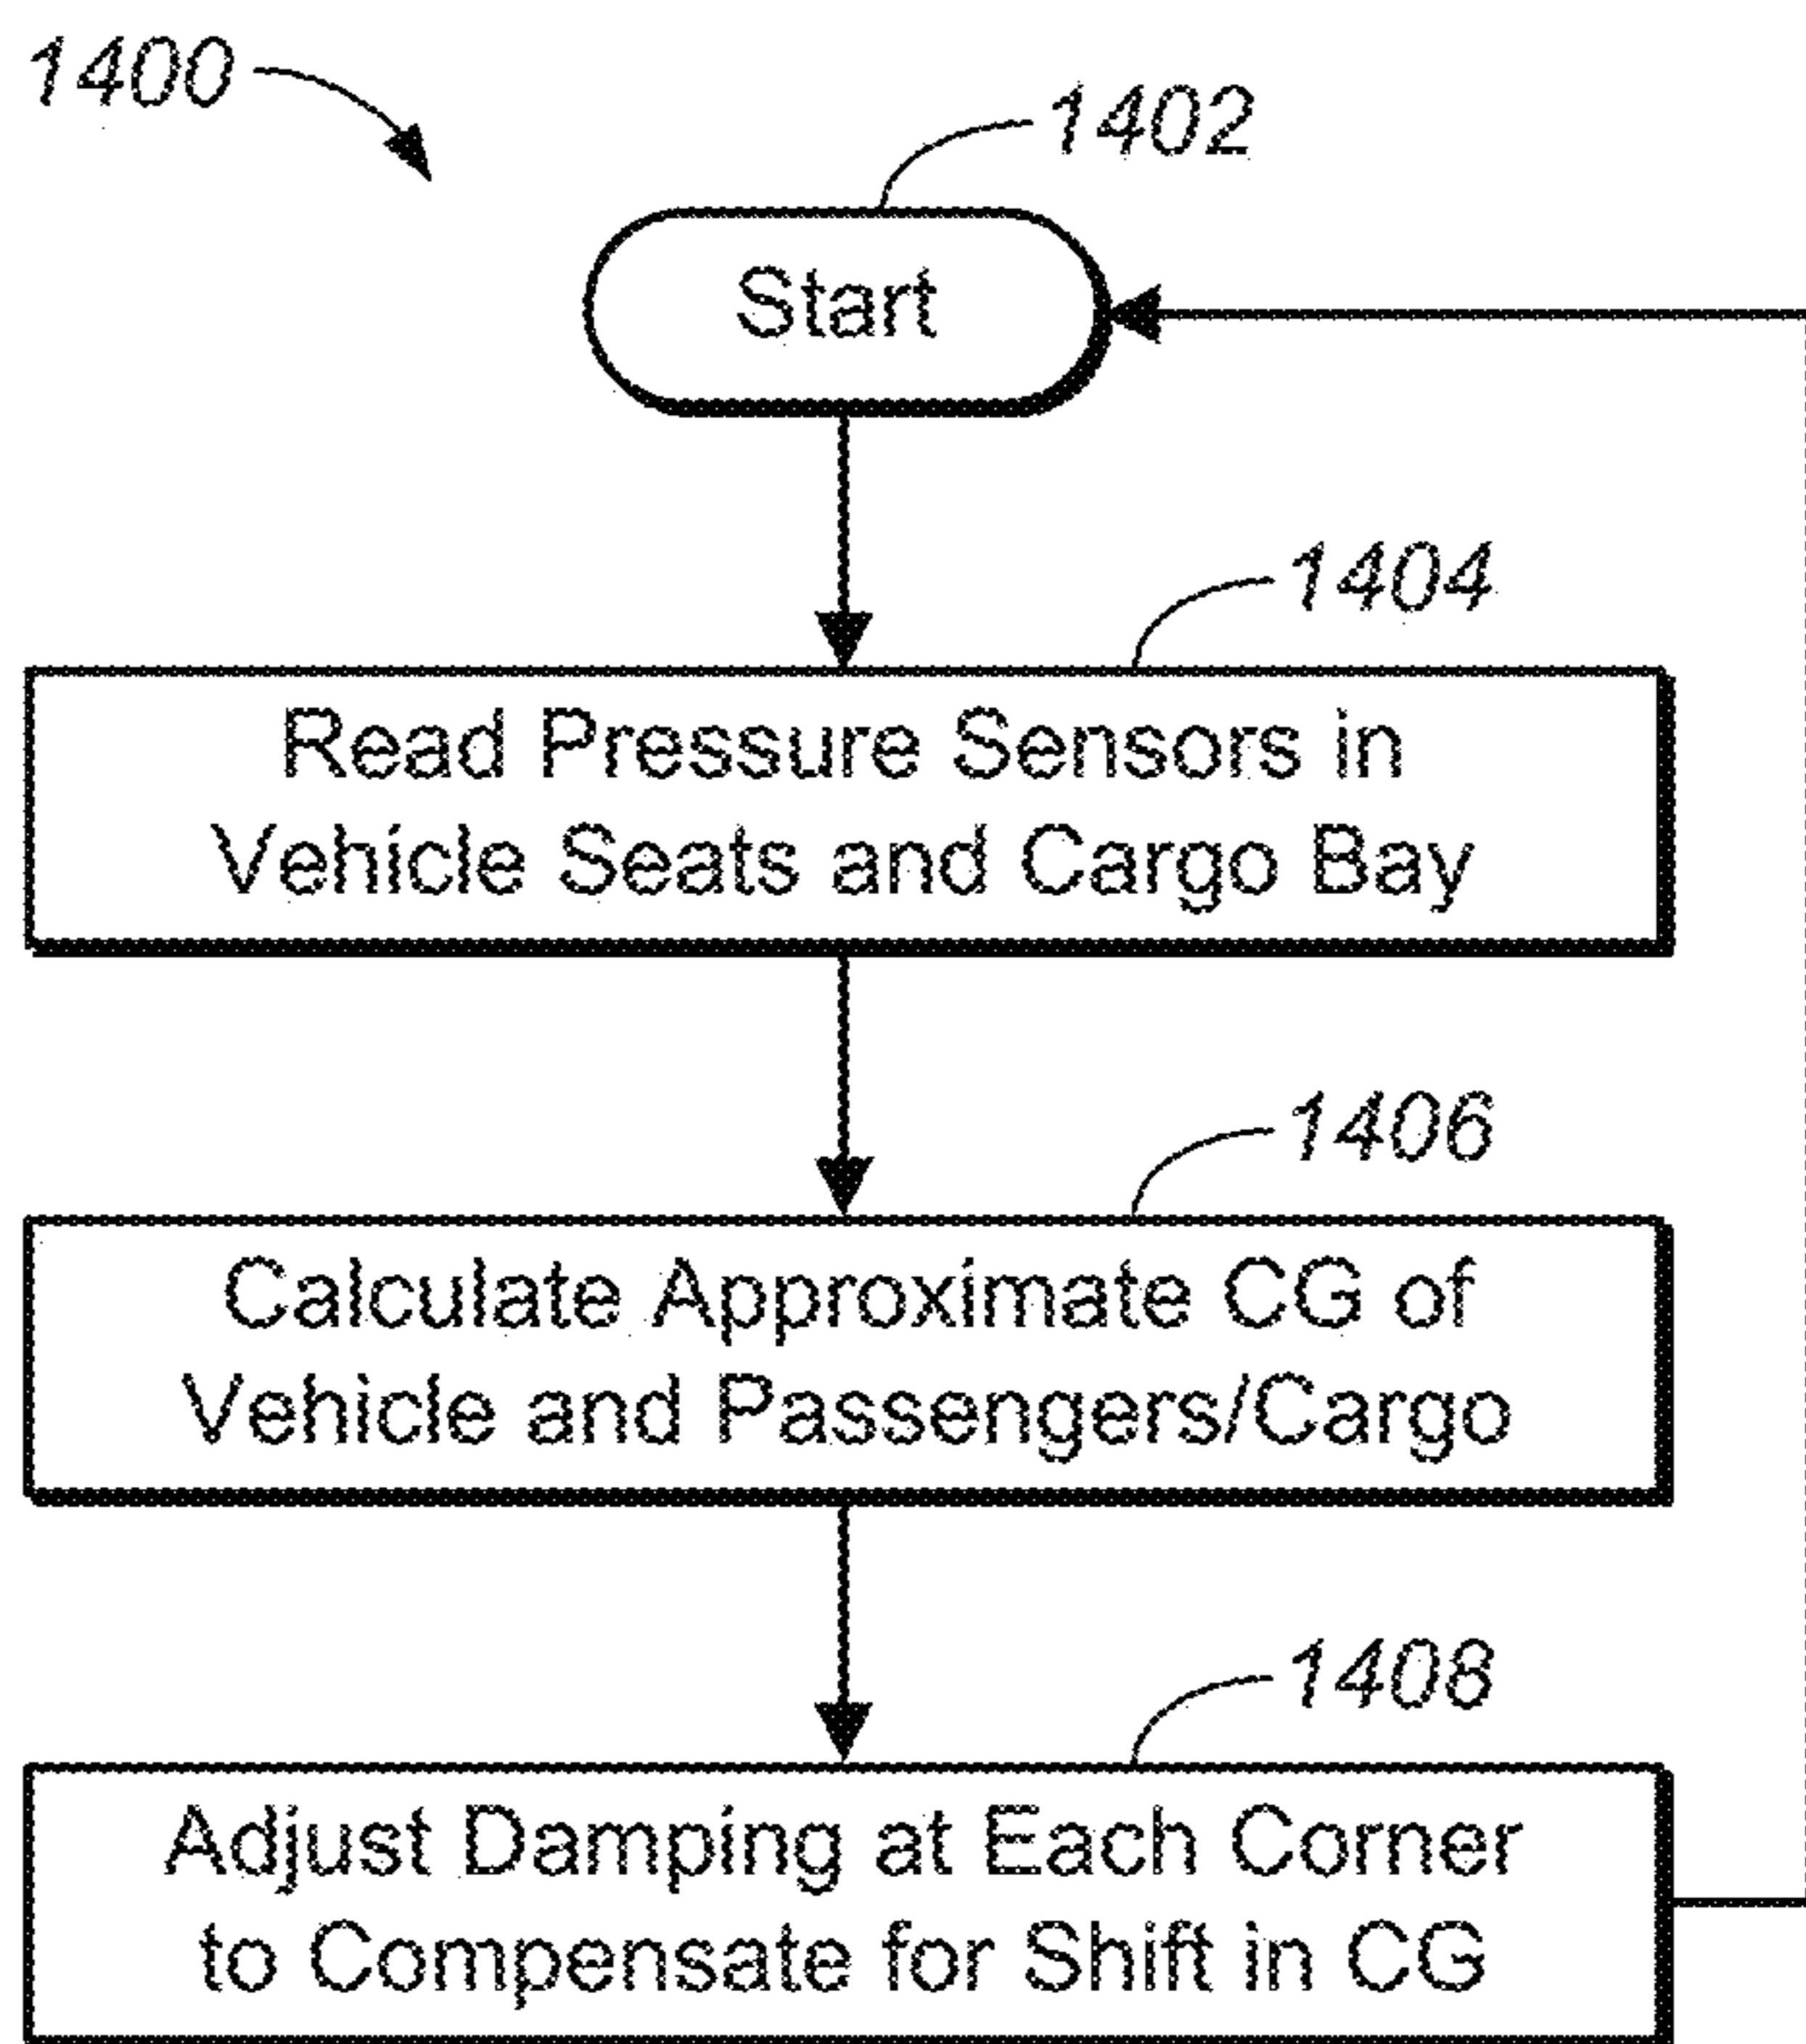 1400
1402
Start
1404
Read Pressure Sensors in
Vehicle Seats and Cargo Bay
1406
Calculate Approximate CG of
Vehicle and Passengers/Cargo
1408
Adjust Damping at Each Corner
to Compensate for Shift in CG